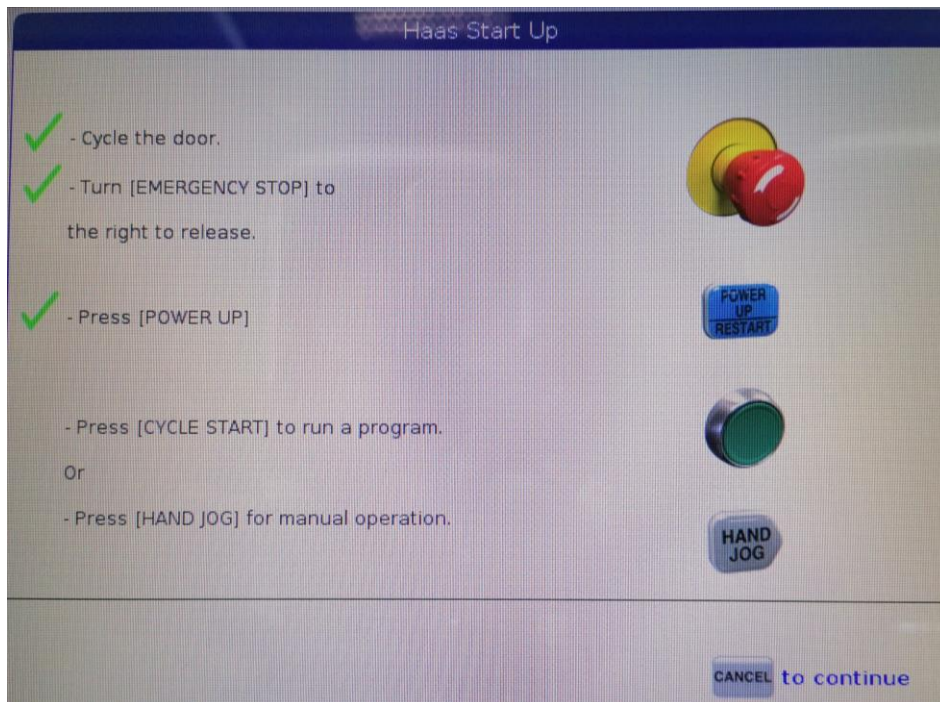 Haas Start Up
- Cycle the door.
- Turn [EMERGENCY STOP] to
the right to release.
- Press [POWER UP]
POWER
UP
RESTART
- Press [CYCLE START] to run a program.
Or
- Press [HAND JOG] for manual operation.
HAND
JOG
CANCEL to continue